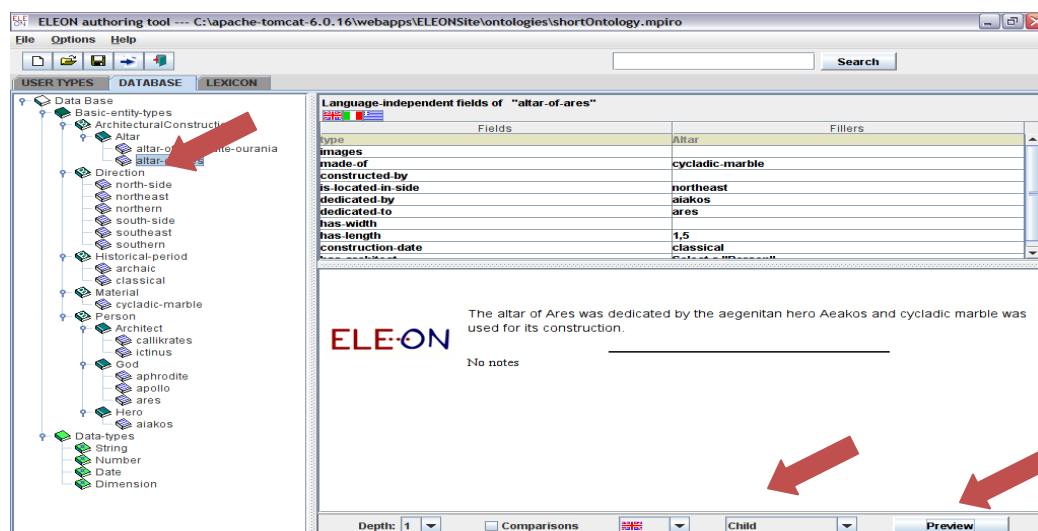 ELEON authoring tool --- C:\apache-tomcat-6.0.16\webapps\ELEONSite\ontologies\shortOntology.mpiro
File Options Help
Search
USER TYPES DATABASE LEXICON
Data Base
Basic-entity-types
ArchitecturalConstruction
Altar
ite-ourania
Direction
north-side
northeast
northern
south-side
southeast
southern
Historical-period
archaic
classical
Material
cycladic-marble
Person
Architect
callikrates
ictinus
God
aphrodite
apollo
ares
Hero
aiakos
Data-types
String
Number
Date
Dimension
Language-independent fields of "altar-of-ares"
Fields Fillers
type Altar
images
made-of cycladic-marble
constructed-by
is-located-in-side northeast
dedicated-by aiakos
dedicated-to ares
has-width
has-length 1,5
construction-date classical
has-architect Select a "Person"
ELE·ON
The altar of Ares was dedicated by the aegenitan hero Aeakos and cycladic marble was
used for its construction.
No notes
Depth: 1 Comparisons Child Preview